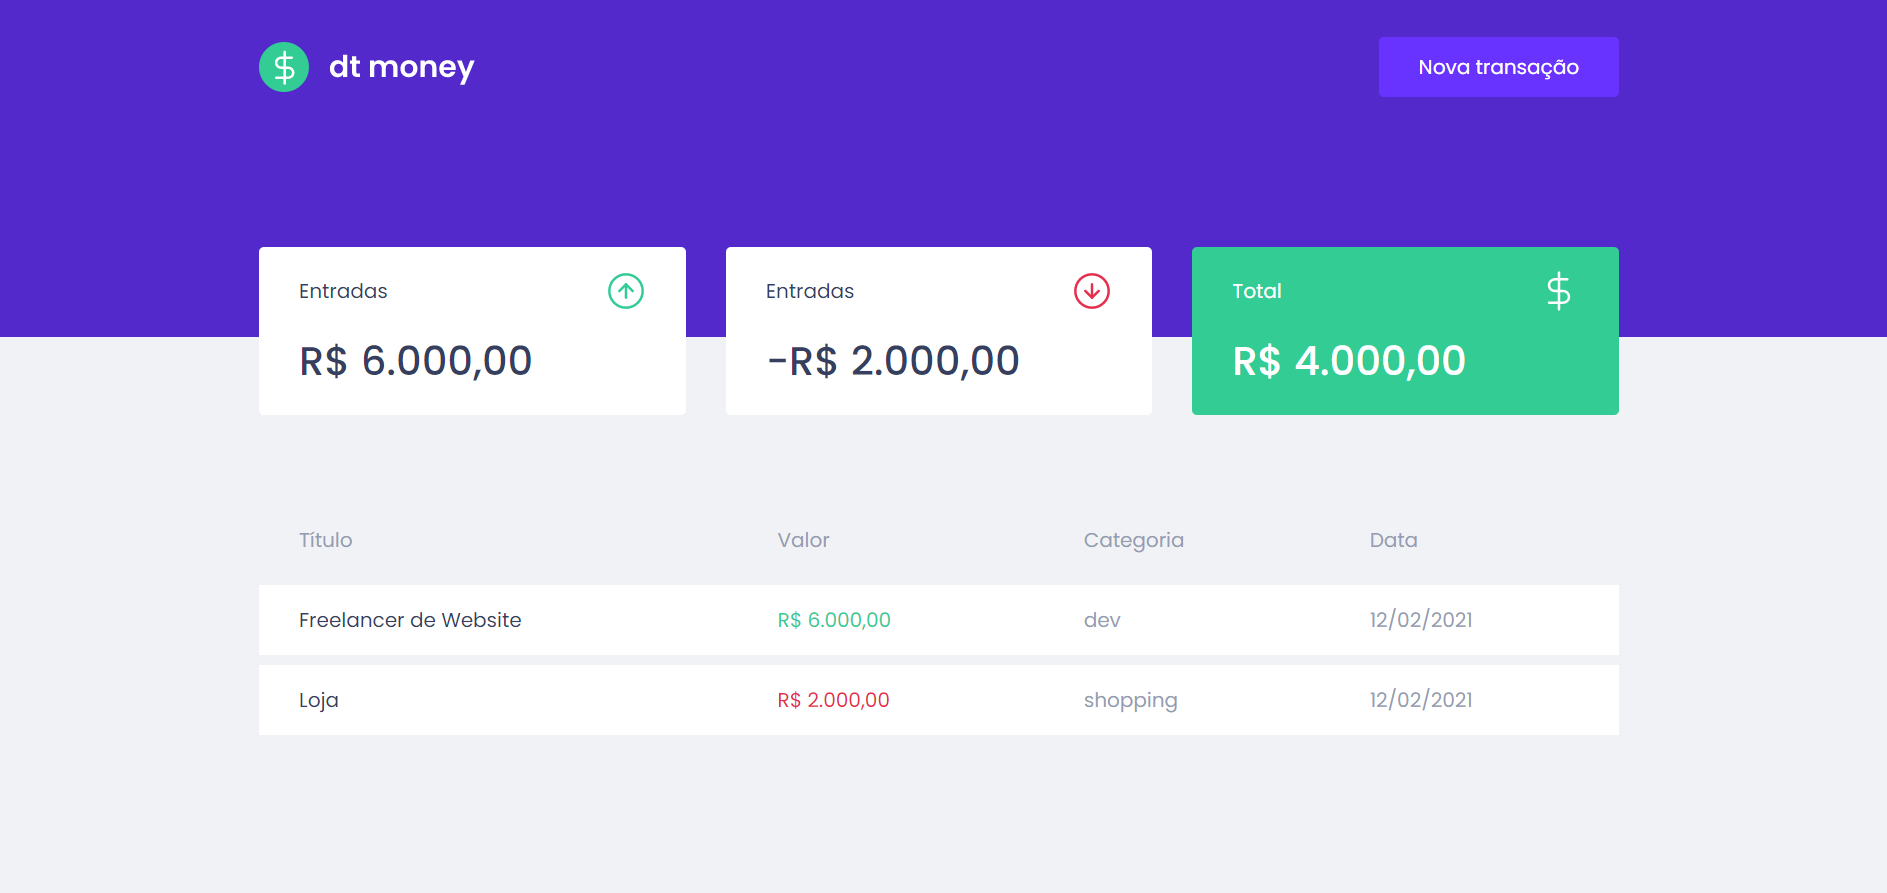 dt money
Nova transação
Entradas
R$ 6.000,00
Entradas
-R$ 2.000,00
Total
R$ 4.000,00
Título Valor Categoria Data
Freelancer de Website R$ 6.000,00 dev 12/02/2021
Loja R$ 2.000,00 shopping 12/02/2021